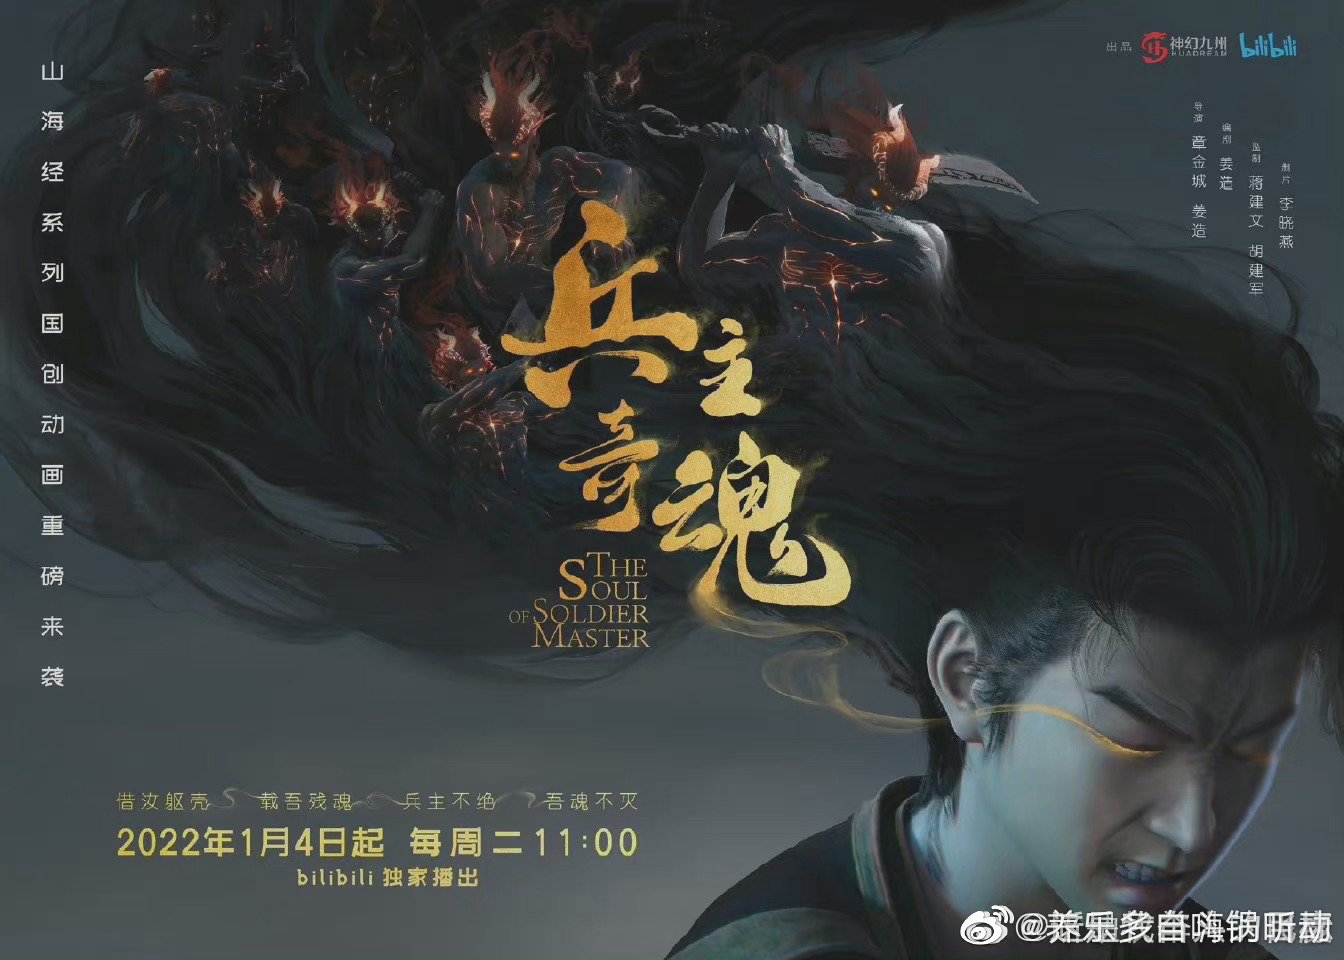 山海经系列国创动画重磅来袭
出品 神幻九州 HUADREAM bilibili
导演 章金城 姜造
编剧 姜造
监制 蒋建文 胡建军
制片 李晓燕
兵主
奇魂
THE
SOUL
OF SOLDIER
MASTER
借汝躯壳 载吾残魂 兵主不绝 吾魂不灭
2022年1月4日起 每周二11:00
bilibili 独家播出